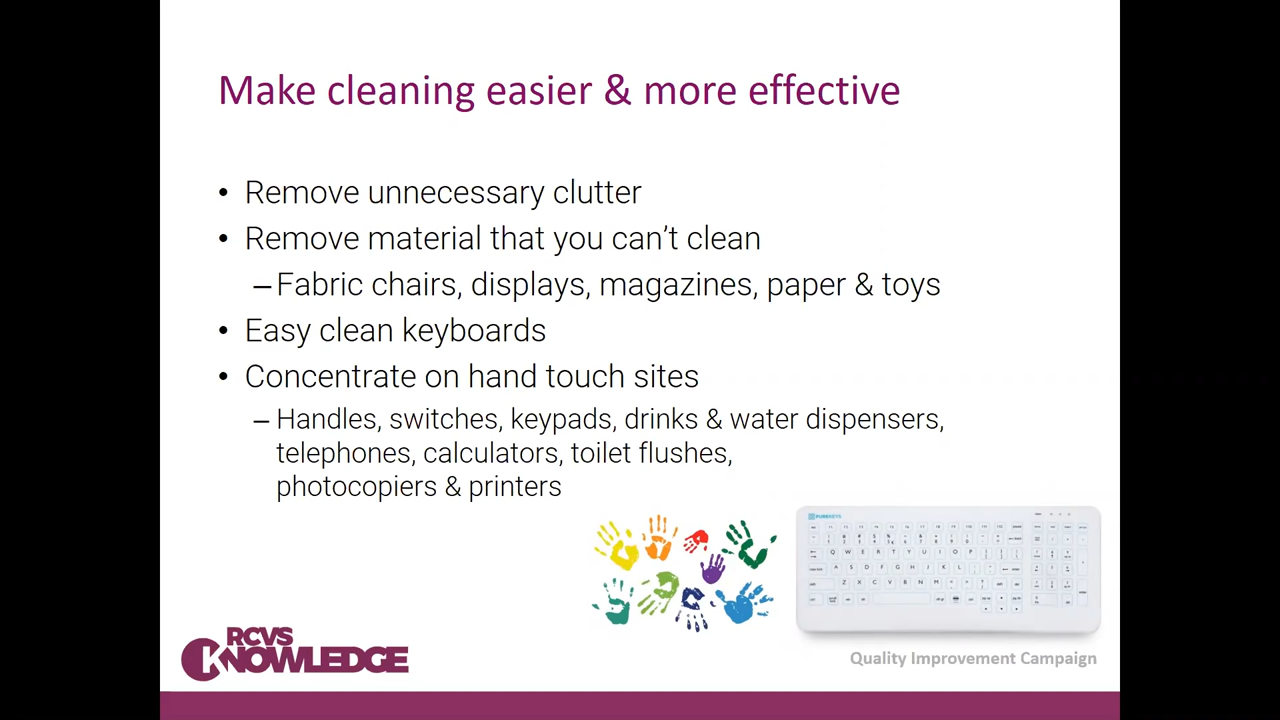 Make cleaning easier & more effective
• Remove unnecessary clutter
• Remove material that you can’t clean
– Fabric chairs, displays, magazines, paper & toys
• Easy clean keyboards
• Concentrate on hand touch sites
– Handles, switches, keypads, drinks & water dispensers,
telephones, calculators, toilet flushes,
photocopiers & printers
PUREKEYS
Q W E R T Y U I O P
A S D F G H J K L
Z X C V B N M
RCVS
KNOWLEDGE
Quality Improvement Campaign